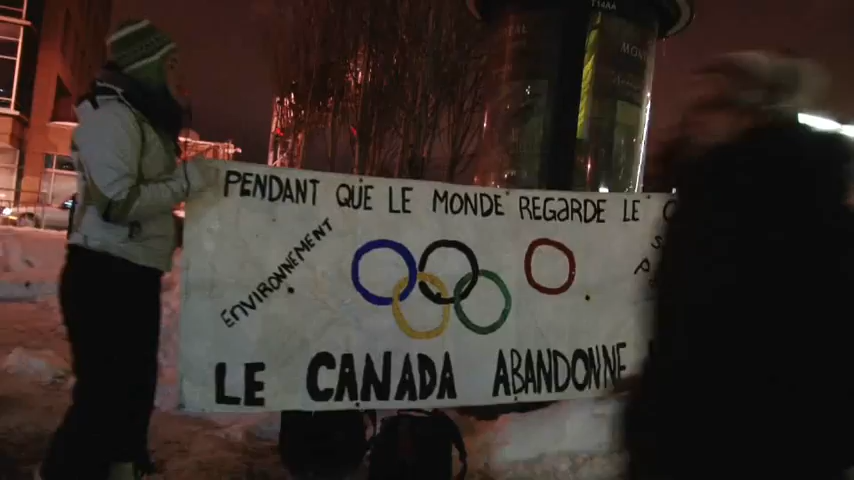 PENDANT QUE LE MONDE REGARDE LE
ENVIRONNEMENT
LE CANADA ABANDONNE